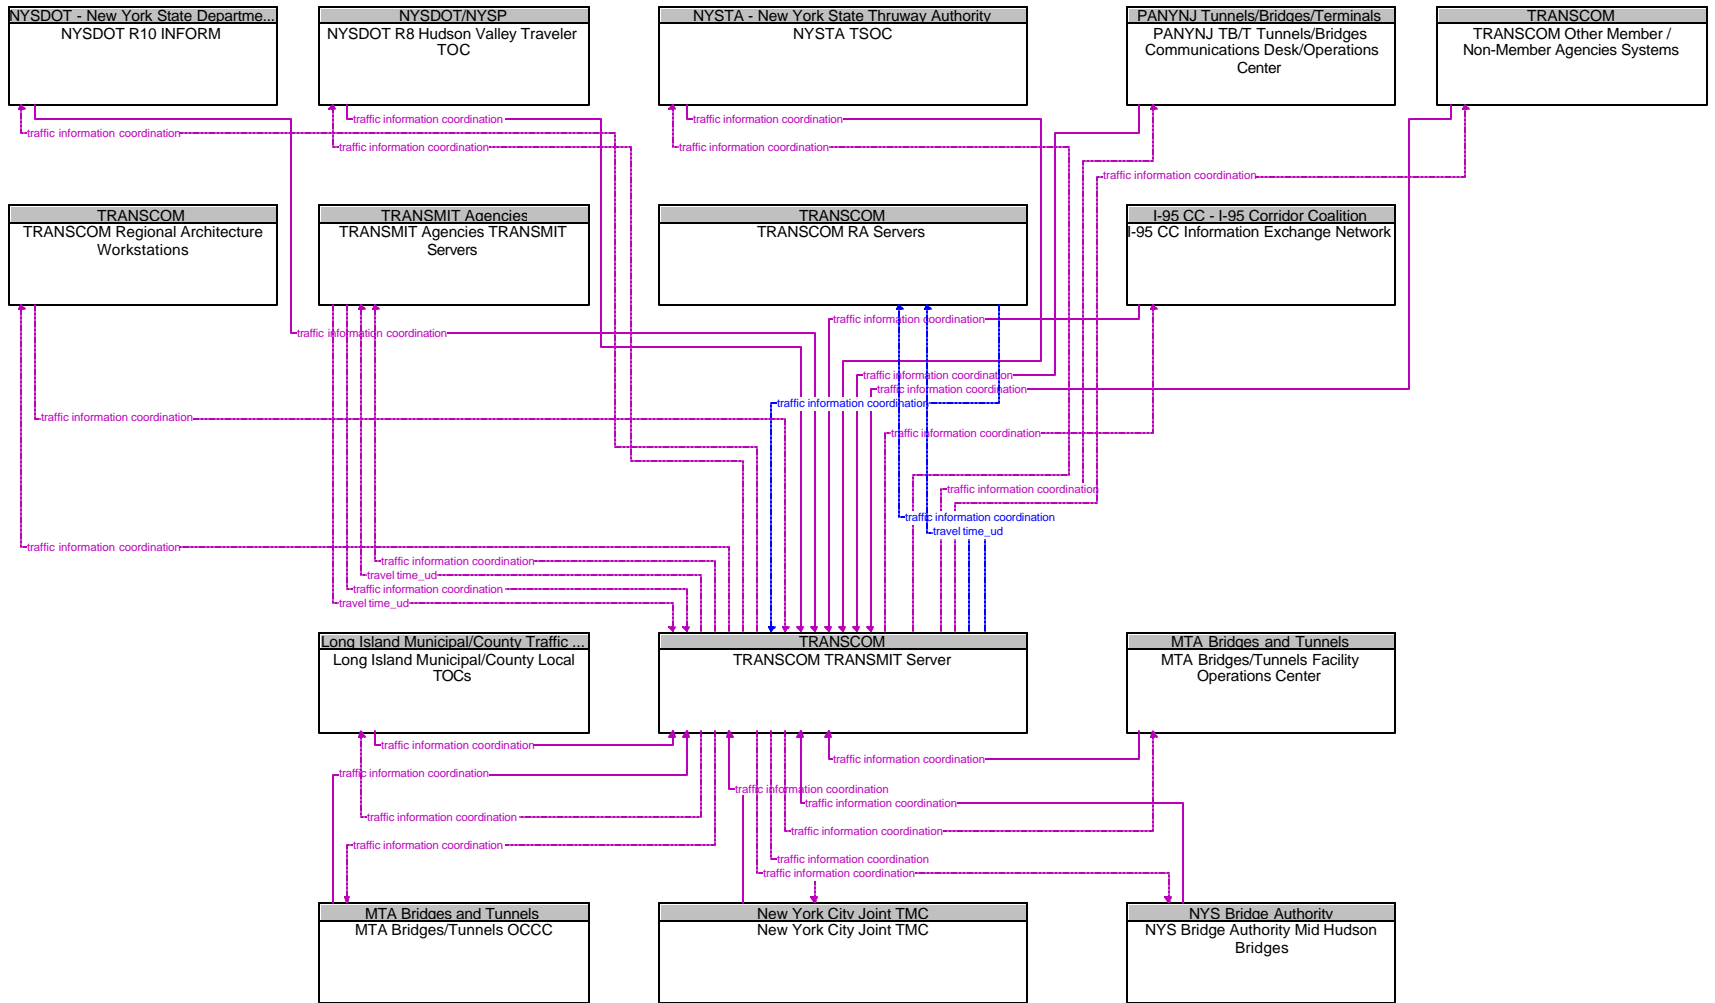 NYSDOT - New York State Departme...
NYSDOT R10 INFORM
NYSDOT/NYSP
NYSDOT R8 Hudson Valley Traveler
TOC
NYSTA - New York State Thruway Authority
NYSTA TSOC
PANYNJ Tunnels/Bridges/Terminals
PANYNJ TB/T Tunnels/Bridges
Communications Desk/Operations
Center
TRANSCOM
TRANSCOM Other Member /
Non-Member Agencies Systems
traffic information coordination
traffic information coordination
traffic information coordination
traffic information coordination
traffic information coordination
traffic information coordination
TRANSCOM
TRANSCOM Regional Architecture
Workstations
TRANSMIT Agencies
TRANSMIT Agencies TRANSMIT
Servers
TRANSCOM
TRANSCOM RA Servers
I-95 CC - I-95 Corridor Coalition
I-95 CC Information Exchange Network
traffic information coordination
traffic information coordination
traffic information coordination
traffic information coordination
traffic information coordination
traffic information coordination
traffic information coordination
traffic information coordination
traffic information coordination
travel time_ud
traffic information coordination
traffic information coordination
travel time_ud
traffic information coordination
travel time_ud
Long Island Municipal/County Traffic ...
Long Island Municipal/County Local
TOCs
TRANSCOM
TRANSCOM TRANSMIT Server
MTA Bridges and Tunnels
MTA Bridges/Tunnels Facility
Operations Center
traffic information coordination
traffic information coordination
traffic information coordination
traffic information coordination
traffic information coordination
traffic information coordination
traffic information coordination
traffic information coordination
traffic information coordination
MTA Bridges and Tunnels
MTA Bridges/Tunnels OCCC
New York City Joint TMC
New York City Joint TMC
NYS Bridge Authority
NYS Bridge Authority Mid Hudson
Bridges